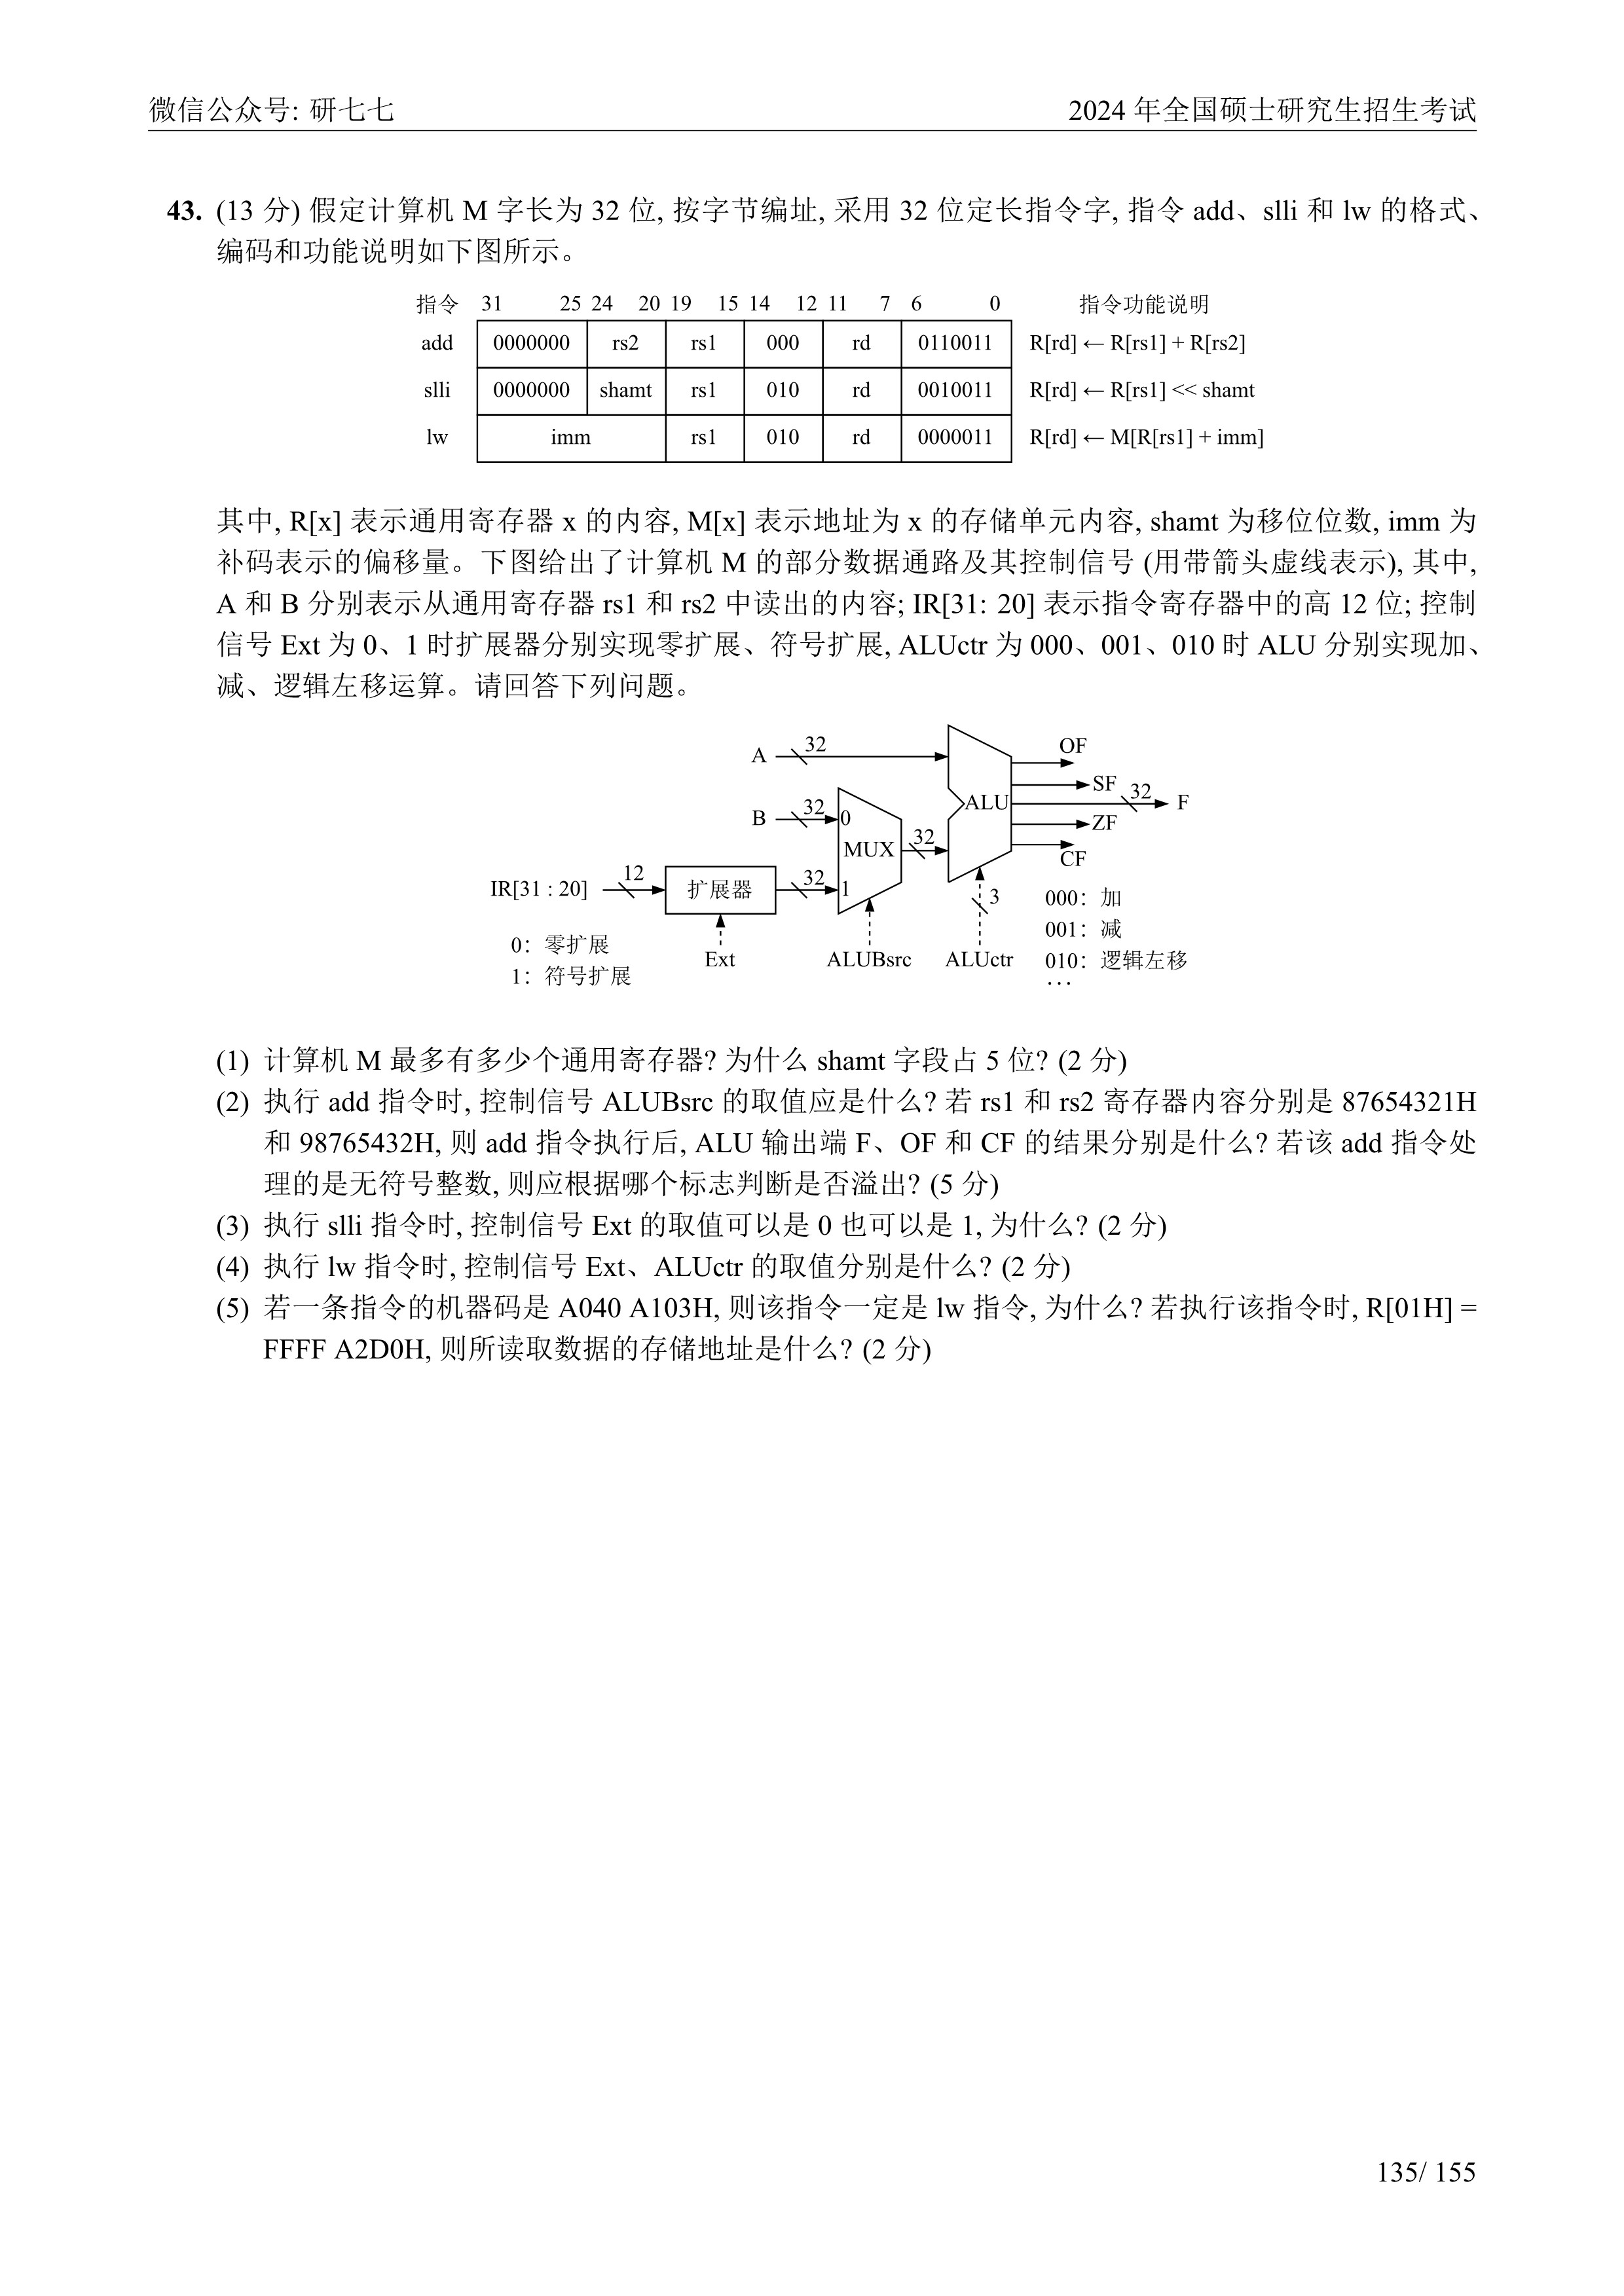 微信公众号: 研七七
2024 年全国硕士研究生招生考试
43. (13 分) 假定计算机 M 字长为 32 位, 按字节编址, 采用 32 位定长指令字, 指令 add、slli 和 lw 的格式、
编码和功能说明如下图所示。
指令 31 25 24 20 19 15 14 12 11 7 6 0 指令功能说明
add 0000000 rs2 rs1 000 rd 0110011 R[rd] ← R[rs1] + R[rs2]
slli 0000000 shamt rs1 010 rd 0010011 R[rd] ← R[rs1] << shamt
lw imm rs1 010 rd 0000011 R[rd] ← M[R[rs1] + imm]
其中, R[x] 表示通用寄存器 x 的内容, M[x] 表示地址为 x 的存储单元内容, shamt 为移位位数, imm 为
补码表示的偏移量。下图给出了计算机 M 的部分数据通路及其控制信号 (用带箭头虚线表示), 其中,
A 和 B 分别表示从通用寄存器 rs1 和 rs2 中读出的内容; IR[31: 20] 表示指令寄存器中的高 12 位; 控制
信号 Ext 为 0、1 时扩展器分别实现零扩展、符号扩展, ALUctr 为 000、001、010 时 ALU 分别实现加、
减、逻辑左移运算。请回答下列问题。
A 32 OF
SF 32 F
B 32 0 ALU
ZF
MUX 32
CF
IR[31 : 20] 12 扩展器 32 1
3 000: 加
001: 减
0: 零扩展 Ext ALUBsrc ALUctr 010: 逻辑左移
1: 符号扩展 ···
(1) 计算机 M 最多有多少个通用寄存器? 为什么 shamt 字段占 5 位? (2 分)
(2) 执行 add 指令时, 控制信号 ALUBsrc 的取值应是什么? 若 rs1 和 rs2 寄存器内容分别是 87654321H
和 98765432H, 则 add 指令执行后, ALU 输出端 F、OF 和 CF 的结果分别是什么? 若该 add 指令处
理的是无符号整数, 则应根据哪个标志判断是否溢出? (5 分)
(3) 执行 slli 指令时, 控制信号 Ext 的取值可以是 0 也可以是 1, 为什么? (2 分)
(4) 执行 lw 指令时, 控制信号 Ext、ALUctr 的取值分别是什么? (2 分)
(5) 若一条指令的机器码是 A040 A103H, 则该指令一定是 lw 指令, 为什么? 若执行该指令时, R[01H] =
FFFF A2D0H, 则所读取数据的存储地址是什么? (2 分)
135/ 155